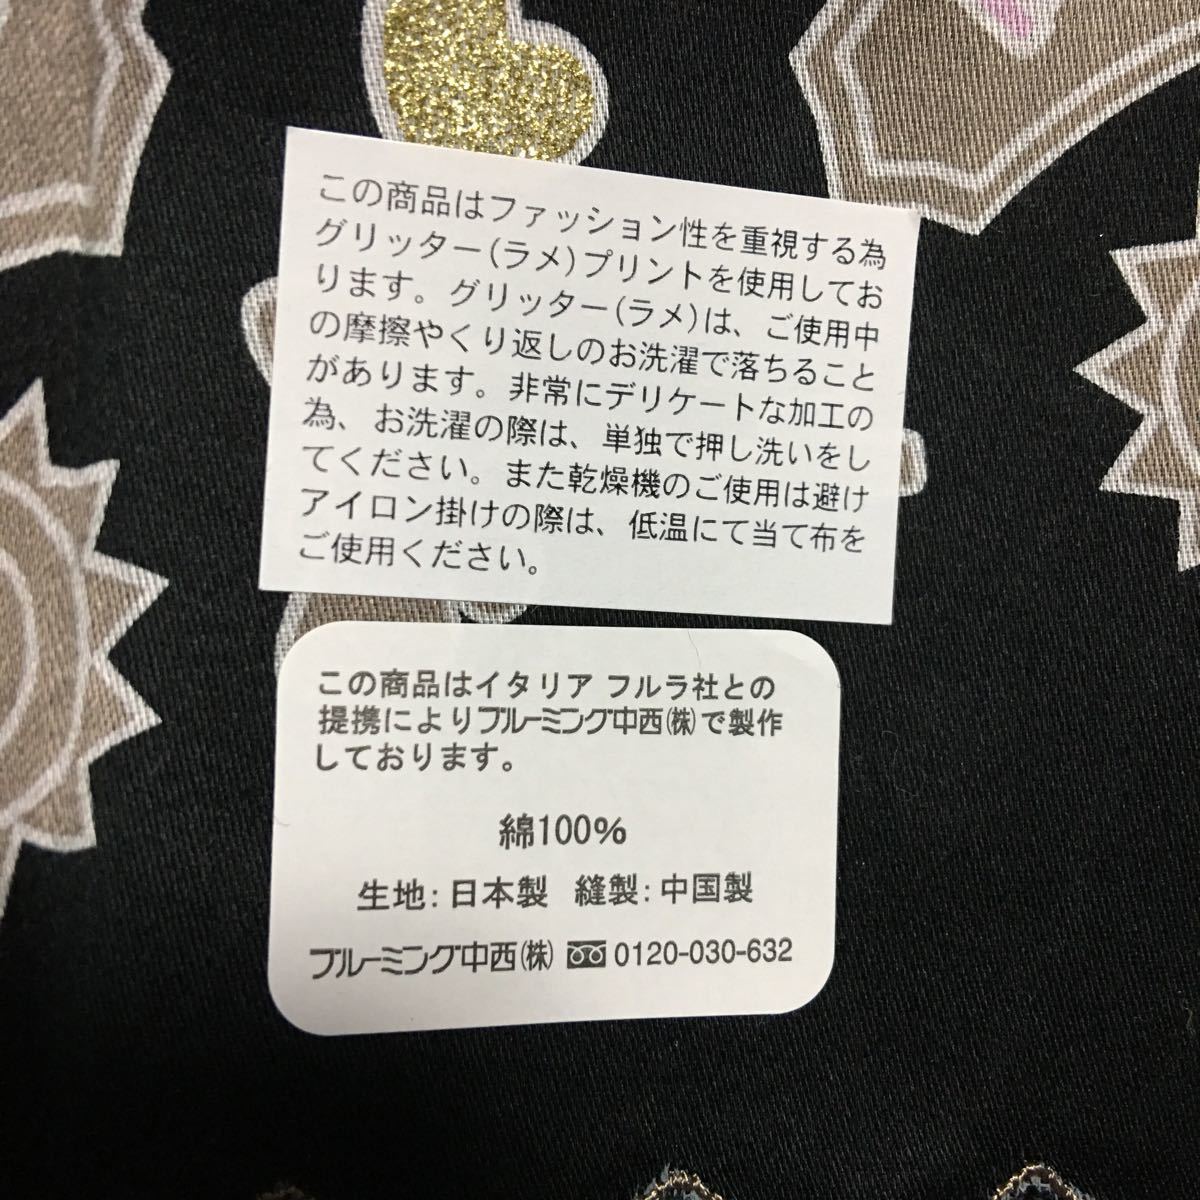 この商品はファッション性を重視する為
グリッター(ラメ)プリントを使用してお
ります。グリッター(ラメ)は、ご使用中
の摩擦やくり返しのお洗濯で落ちること
があります。非常にデリケートな加工の
為、お洗濯の際は、単独で押し洗いをし
てください。また乾燥機のご使用は避け
アイロン掛けの際は、低温にて当て布を
ご使用ください。
この商品はイタリア フルラ社との
提携によりブルーミング中西(株)で製作
しております。
綿100%
生地:日本製 縫製:中国製
ブルーミング中西(株) 0120-030-632